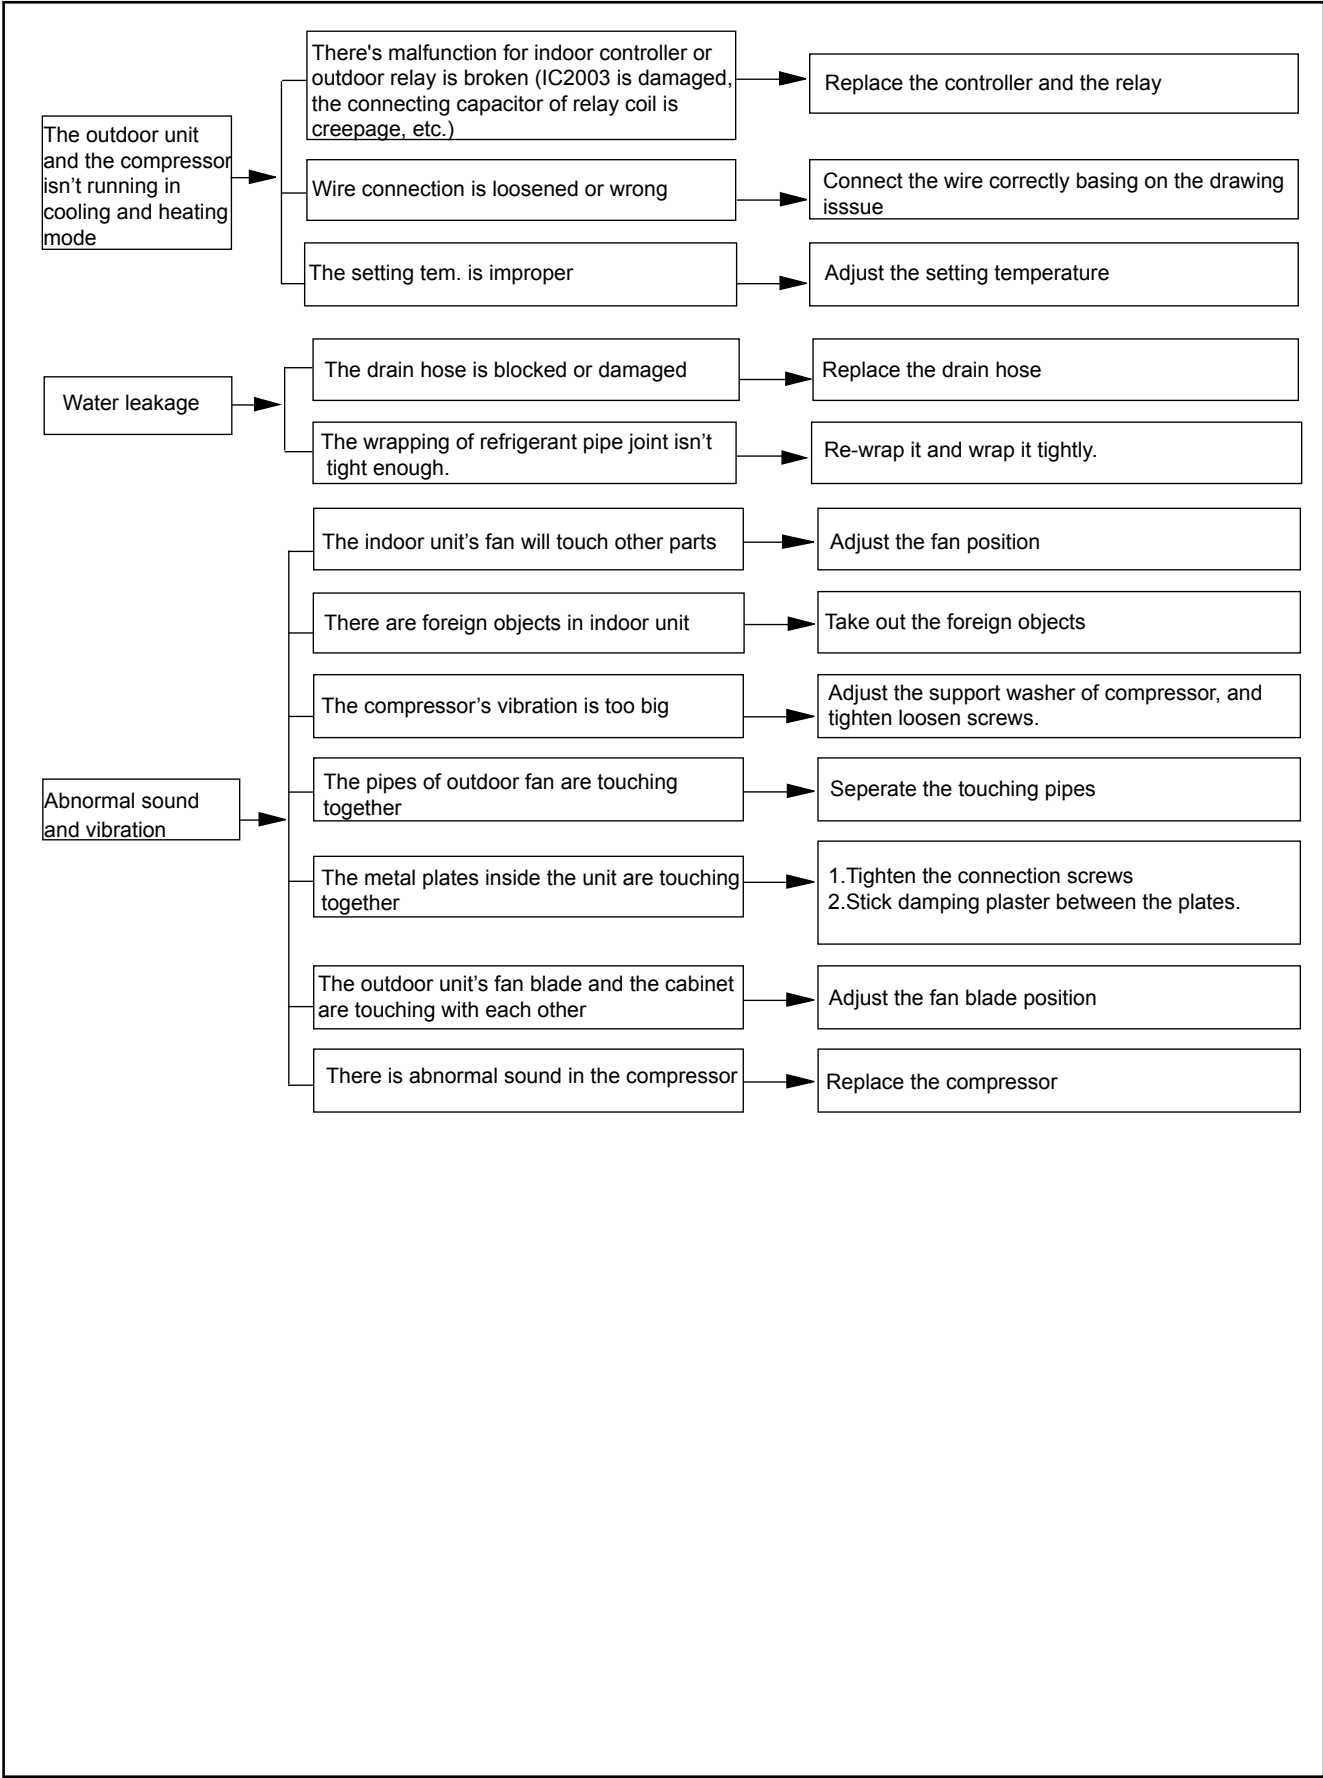 The outdoor unit
and the compressor
isn’t running in
cooling and heating
mode
There's malfunction for indoor controller or
outdoor relay is broken (IC2003 is damaged,
the connecting capacitor of relay coil is
creepage, etc.)
Replace the controller and the relay
Wire connection is loosened or wrong
Connect the wire correctly basing on the drawing
isssue
The setting tem. is improper
Adjust the setting temperature
Water leakage
The drain hose is blocked or damaged
Replace the drain hose
The wrapping of refrigerant pipe joint isn’t
tight enough.
Re-wrap it and wrap it tightly.
Abnormal sound
and vibration
The indoor unit’s fan will touch other parts
Adjust the fan position
There are foreign objects in indoor unit
Take out the foreign objects
The compressor’s vibration is too big
Adjust the support washer of compressor, and
tighten loosen screws.
The pipes of outdoor fan are touching
together
Seperate the touching pipes
The metal plates inside the unit are touching
together
1.Tighten the connection screws
2.Stick damping plaster between the plates.
The outdoor unit’s fan blade and the cabinet
are touching with each other
Adjust the fan blade position
There is abnormal sound in the compressor
Replace the compressor